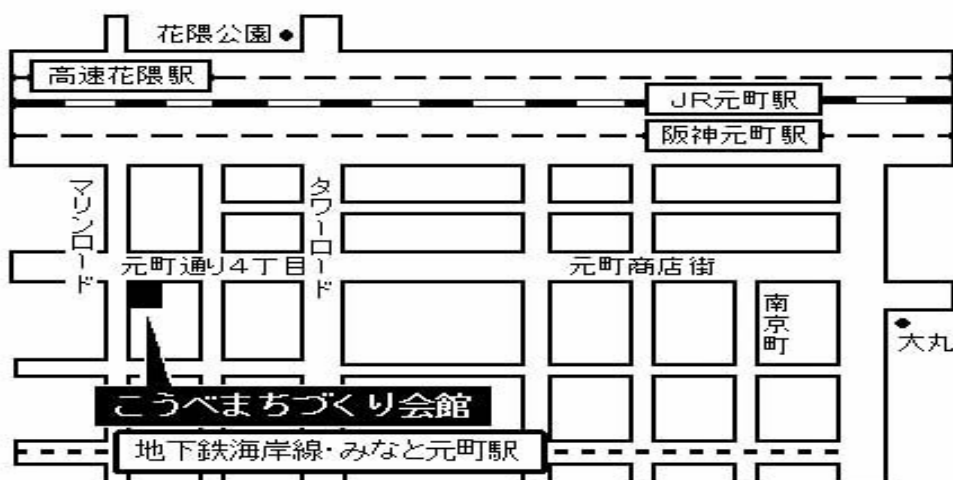 花隈公園
高速花隈駅
JR元町駅
阪神元町駅
マリンロード
タワーロード
元町通り4丁目
元町商店街
南京町
大丸
こうべまちづくり会館
地下鉄海岸線・みなと元町駅